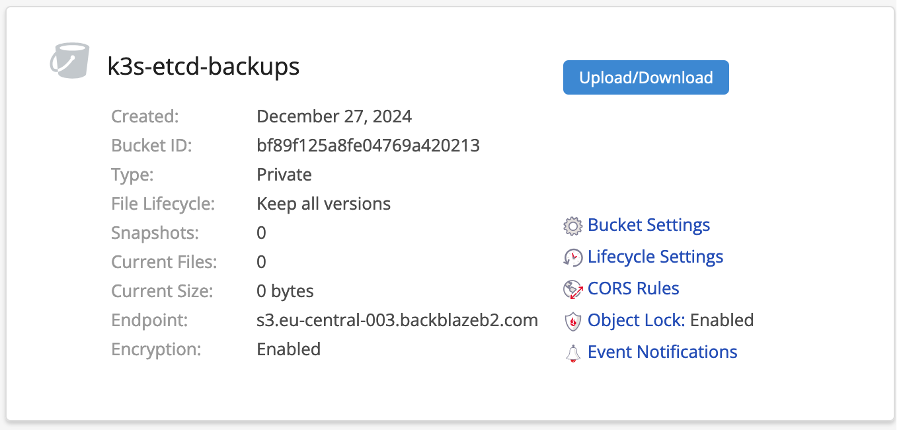 k3s-etcd-backups
Upload/Download
Created: December 27, 2024
Bucket ID: bf89f125a8fe04769a420213
Type: Private
File Lifecycle: Keep all versions
Snapshots: 0
Current Files: 0
Current Size: 0 bytes
Endpoint: s3.eu-central-003.backblazeb2.com
Encryption: Enabled
Bucket Settings
Lifecycle Settings
CORS Rules
Object Lock: Enabled
Event Notifications